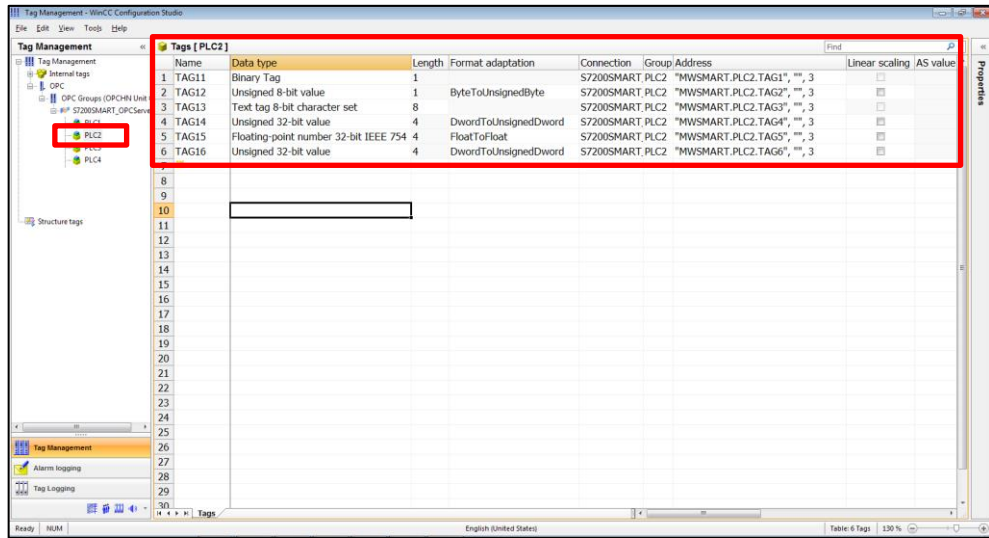 Tag Management - WinCC Configuration Studio
File Edit View Tools Help
Tag Management «
Tag Management
Internal tags
OPC
OPC Groups (OPCHN Unit
S7200SMART_OPCServe
PLC1
PLC2
PLC3
PLC4
Structure tags
Tag Management
Alarm logging
Tag Logging
Tags [ PLC2 ] Find
Name Data type Length Format adaptation Connection Group Address Linear scaling AS value
1 TAG11 Binary Tag 1 S7200SMART PLC2 "MWSMART.PLC2.TAG1", "", 3
2 TAG12 Unsigned 8-bit value 1 ByteToUnsignedByte S7200SMART PLC2 "MWSMART.PLC2.TAG2", "", 3
3 TAG13 Text tag 8-bit character set 8 S7200SMART PLC2 "MWSMART.PLC2.TAG3", "", 3
4 TAG14 Unsigned 32-bit value 4 DwordToUnsignedDword S7200SMART PLC2 "MWSMART.PLC2.TAG4", "", 3
5 TAG15 Floating-point number 32-bit IEEE 754 4 FloatToFloat S7200SMART PLC2 "MWSMART.PLC2.TAG5", "", 3
6 TAG16 Unsigned 32-bit value 4 DwordToUnsignedDword S7200SMART PLC2 "MWSMART.PLC2.TAG6", "", 3
7
8
9
10
11
12
13
14
15
16
17
18
19
20
21
22
23
24
25
26
27
28
29
30
Tags
«
Properties
Ready NUM English (United States) Table: 6 Tags 130 %